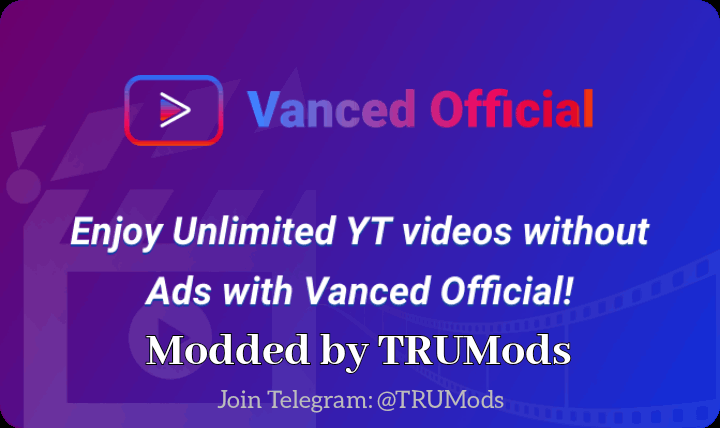 Vanced Official
Enjoy Unlimited YT videos without
Ads with Vanced Official!
Modded by TRUMods
Join Telegram: @TRUMods